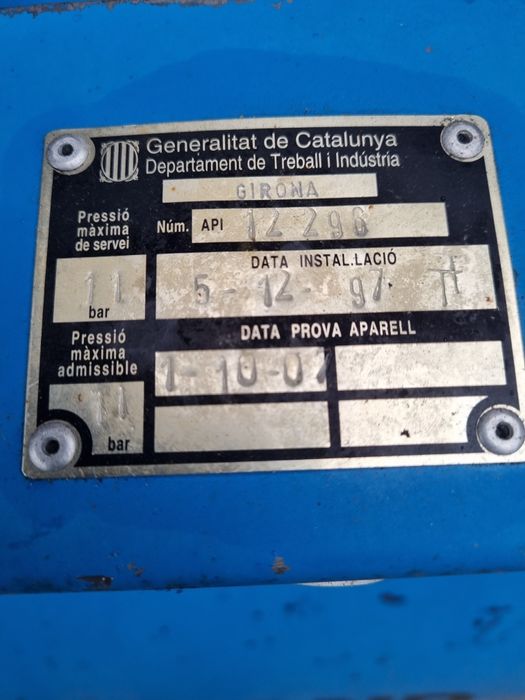 Generalitat de Catalunya
Departament de Treball i Indústria
GIRONA
Pressió
màxima
de servei
Núm. API 12 296
11
bar
DATA INSTAL.LACIÓ
5-12-97
Pressió
màxima
admissible
11
bar
DATA PROVA APARELL
1-10-07